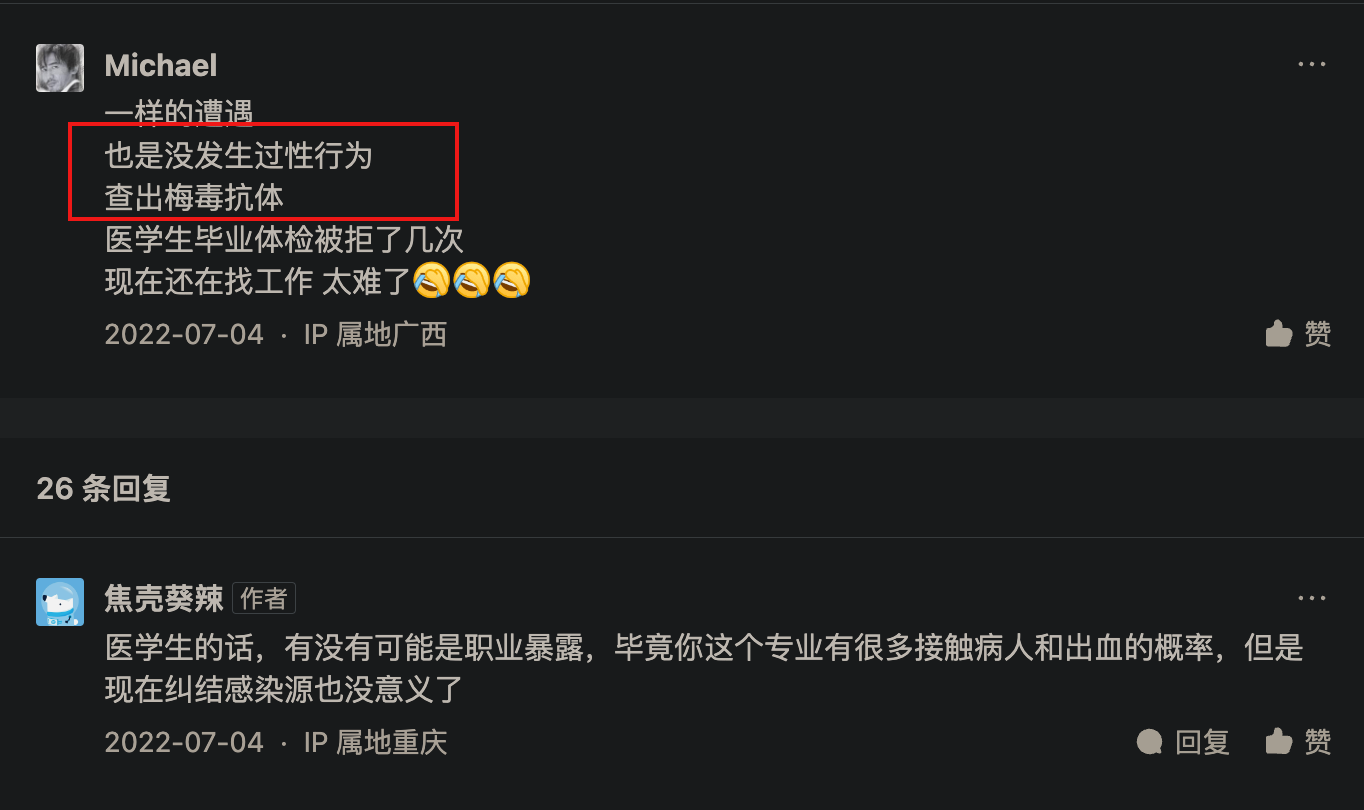 Michael
一样的遭遇
也是没发生过性行为
查出梅毒抗体
医学生毕业体检被拒了几次
现在还在找工作 太难了🤣🤣🤣
2022-07-04 · IP 属地广西
赞
26 条回复
焦壳葵辣 作者
医学生的话，有没有可能是职业暴露，毕竟你这个专业有很多接触病人和出血的概率，但是
现在纠结感染源也没意义了
2022-07-04 · IP 属地重庆
回复 赞